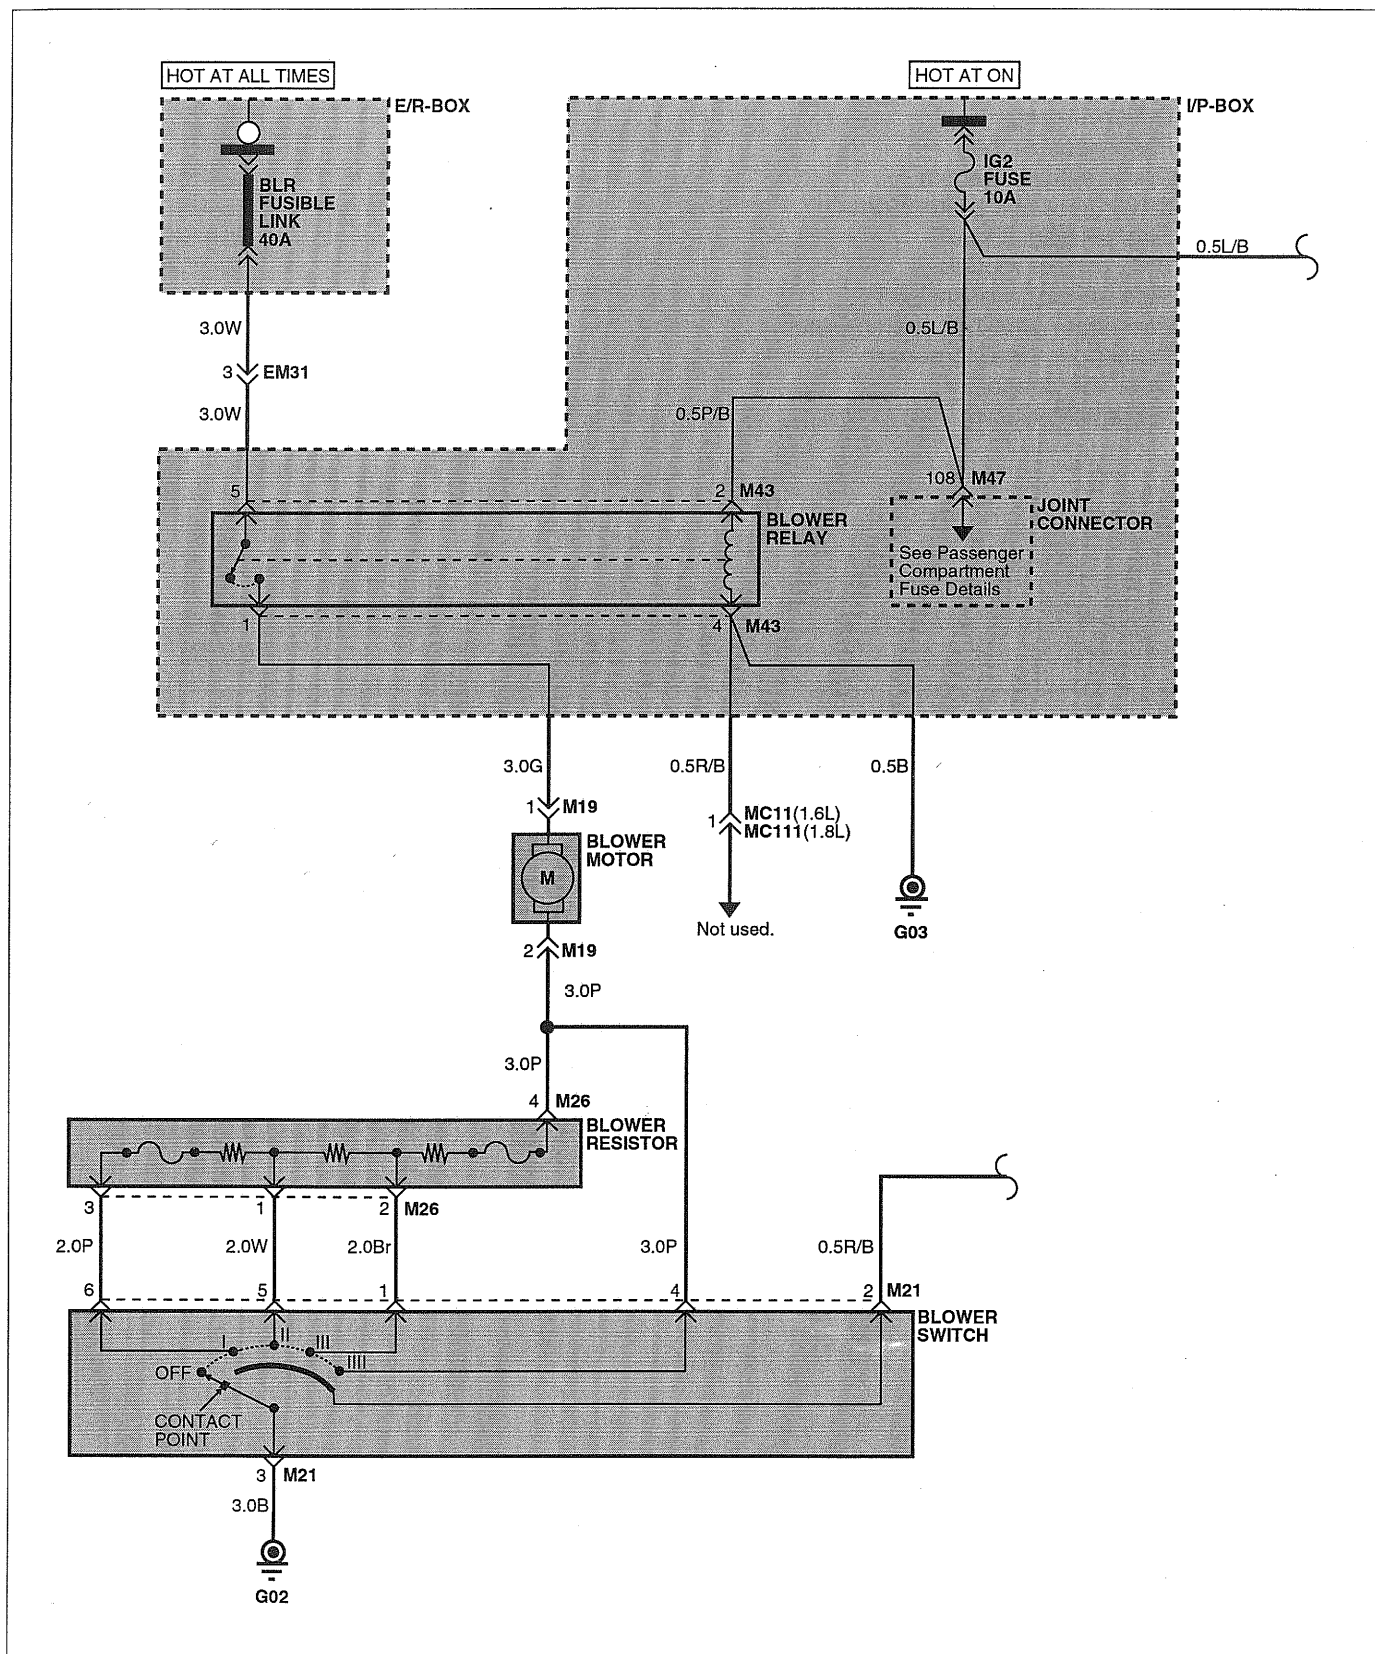 HOT AT ALL TIMES
HOT AT ON
E/R-BOX
I/P-BOX
BLR
FUSIBLE
LINK
40A
IG2
FUSE
10A
0.5L/B
3.0W
0.5L/B
3
EM31
3.0W
0.5P/B
5
2
M43
108
M47
BLOWER
RELAY
JOINT
CONNECTOR
See Passenger
Compartment
Fuse Details
1
4
M43
3.0G
0.5R/B
0.5B
1
M19
1
MC11(1.6L)
MC111(1.8L)
BLOWER
MOTOR
M
Not used.
G03
2
M19
3.0P
3.0P
4
M26
BLOWER
RESISTOR
3
1
2
M26
2.0P
2.0W
2.0Br
3.0P
0.5R/B
6
5
1
4
2
M21
BLOWER
SWITCH
I
II
III
IIII
OFF
CONTACT
POINT
3
M21
3.0B
G02